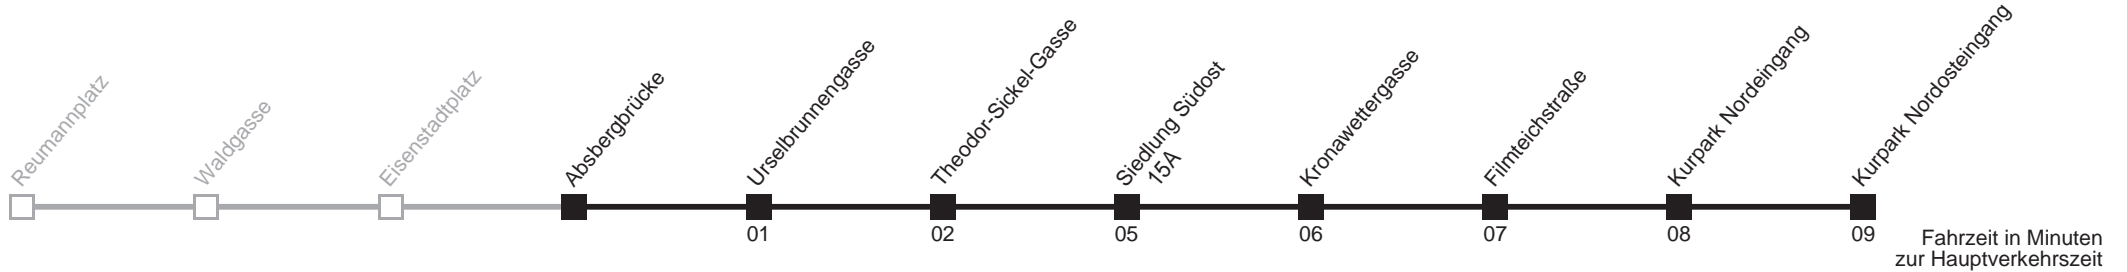 Reumannplatz
Waldgasse
Eisenstadtplatz
Absbergbrücke
Urselbrunnengasse
Theodor-Sickel-Gasse
Siedlung Südost
15A
Kronawettergasse
Filmteichstraße
Kurpark Nordeingang
Kurpark Nordosteingang
01
02
05
06
07
08
09
Fahrzeit in Minuten
zur Hauptverkehrszeit